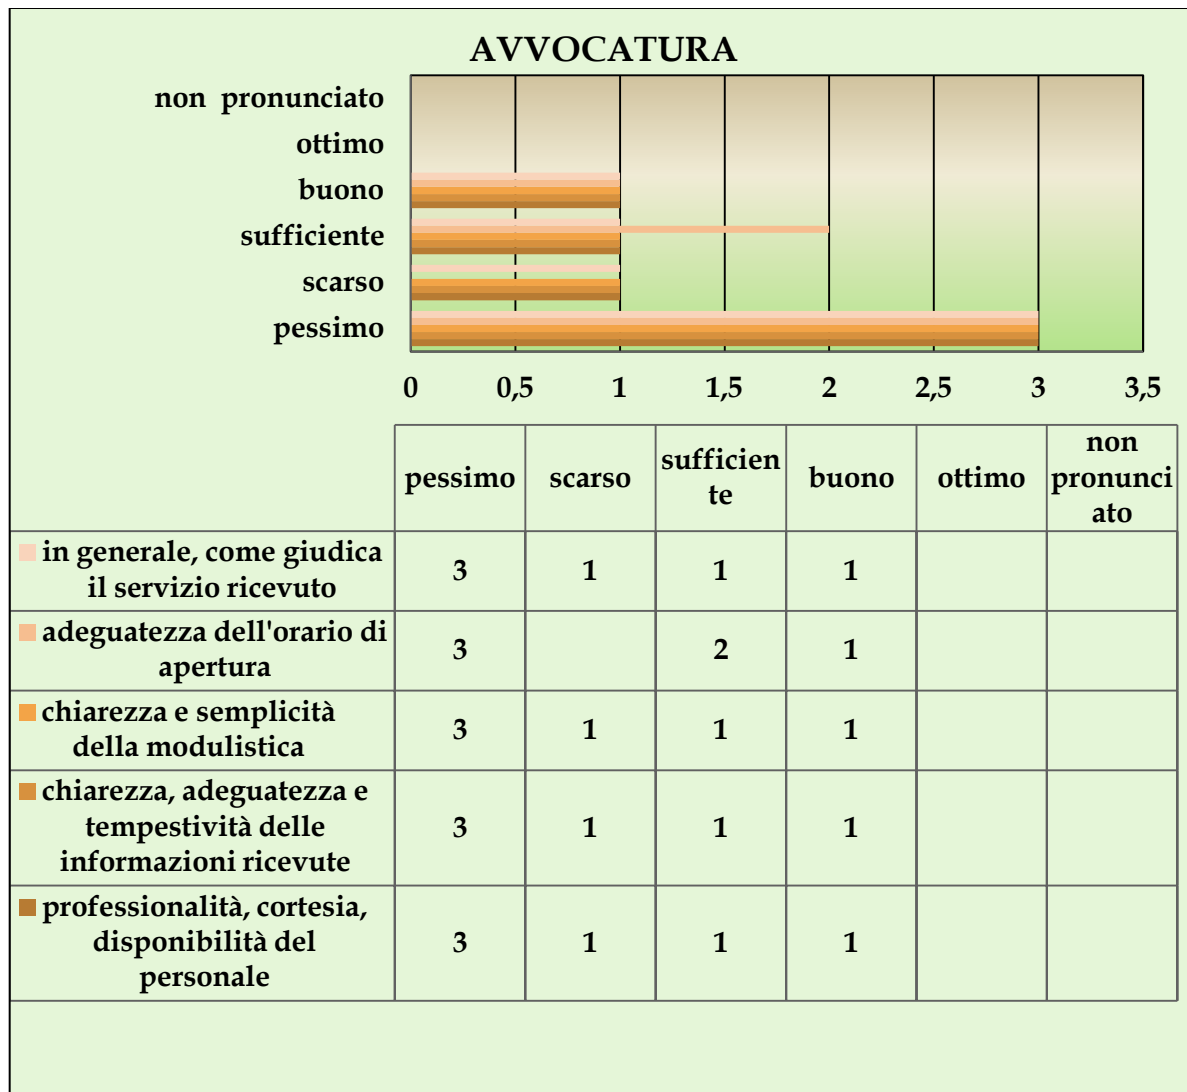 AVVOCATURA
non pronunciato
ottimo
buono
sufficiente
scarso
pessimo
0 0,5 1 1,5 2 2,5 3 3,5
pessimo scarso sufficien te buono ottimo non pronunci ato
in generale, come giudica
il servizio ricevuto
3 1 1 1
adeguatezza dell'orario di
apertura
3 2 1
chiarezza e semplicità
della modulistica
3 1 1 1
chiarezza, adeguatezza e
tempestività delle
informazioni ricevute
3 1 1 1
professionalità, cortesia,
disponibilità del
personale
3 1 1 1